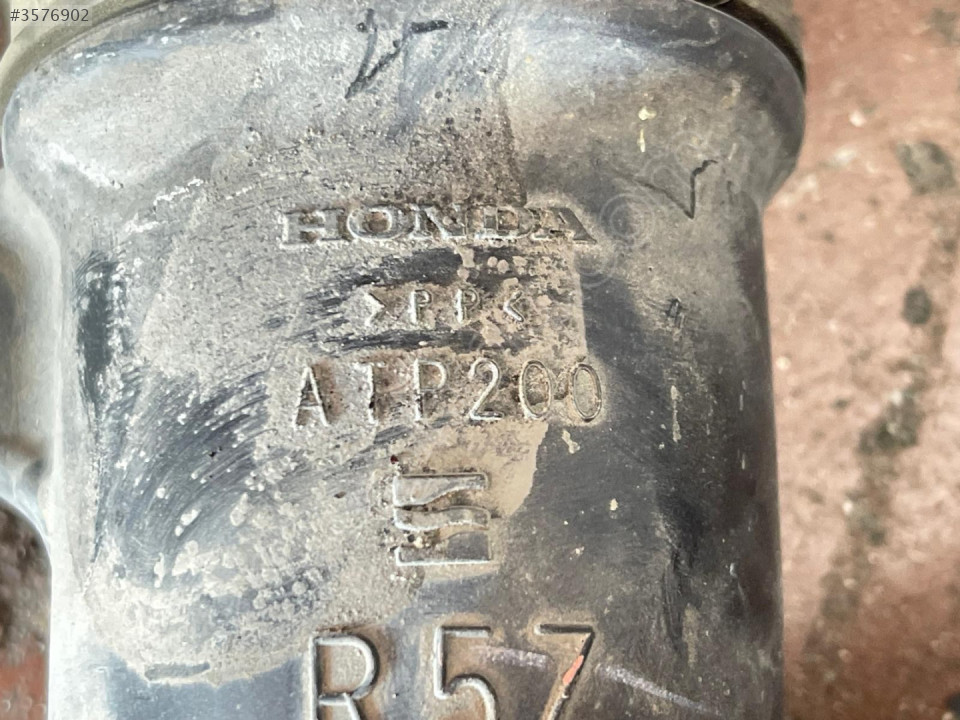 #3576902
HONDA
>PP<
ATP200
R57